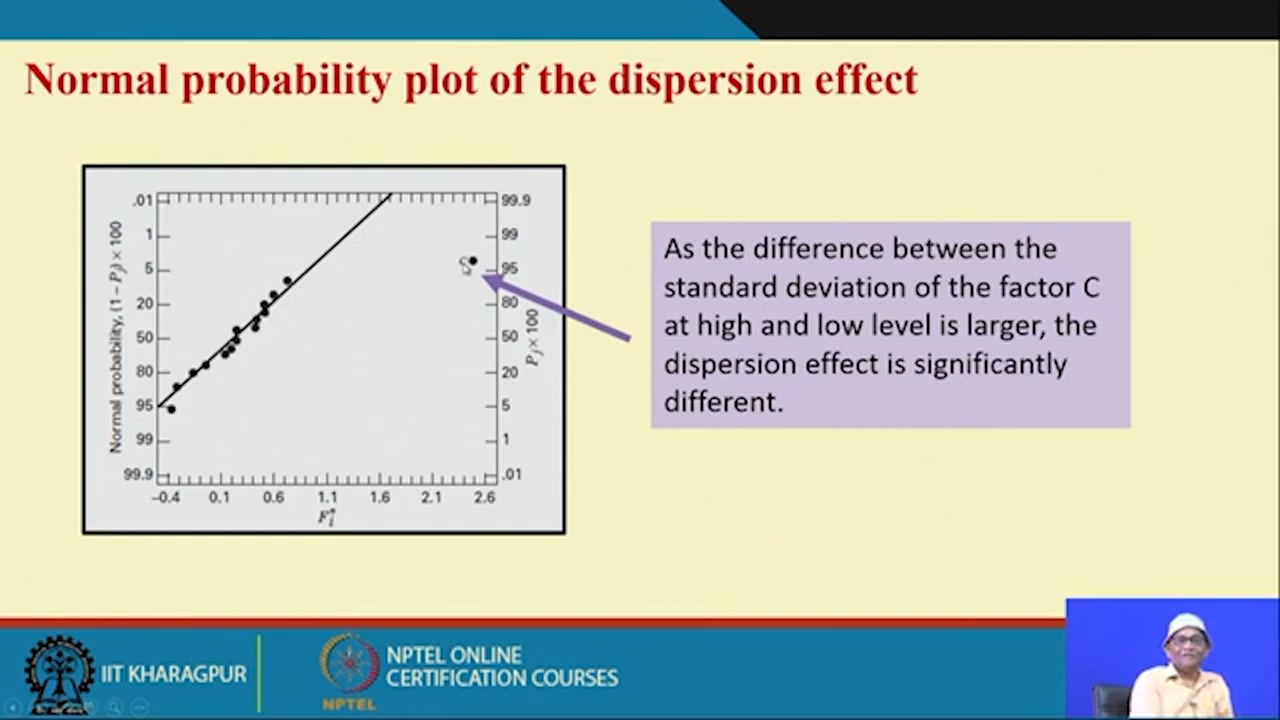 Normal probability plot of the dispersion effect
Normal probability, (1 − Pj) × 100
.01
1
5
20
50
80
95
99
99.9
99.9
99
95
80
50
20
5
1
.01
Pj × 100
C
−0.4 0.1 0.6 1.1 1.6 2.1 2.6
F*i
As the difference between the
standard deviation of the factor C
at high and low level is larger, the
dispersion effect is significantly
different.
IIT KHARAGPUR
NPTEL
NPTEL ONLINE
CERTIFICATION COURSES